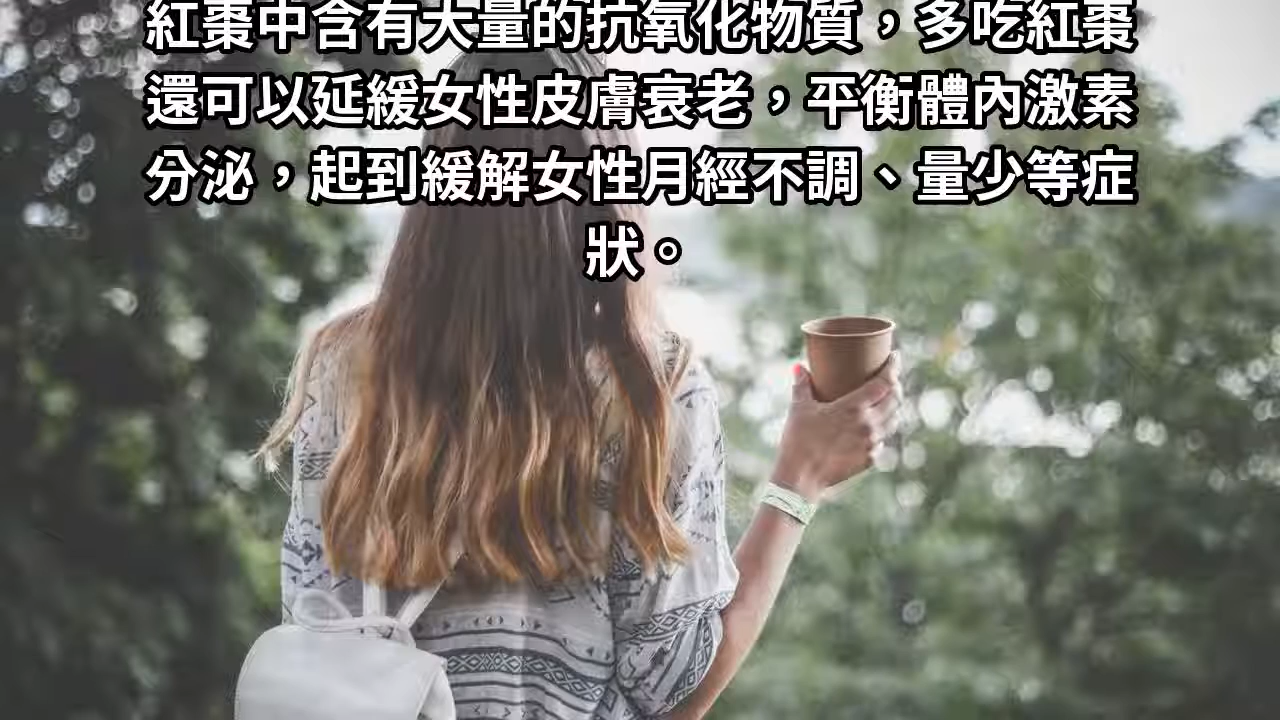 紅棗中含有大量的抗氧化物質，多吃紅棗
還可以延緩女性皮膚衰老，平衡體內激素
分泌，起到緩解女性月經不調、量少等症
狀。